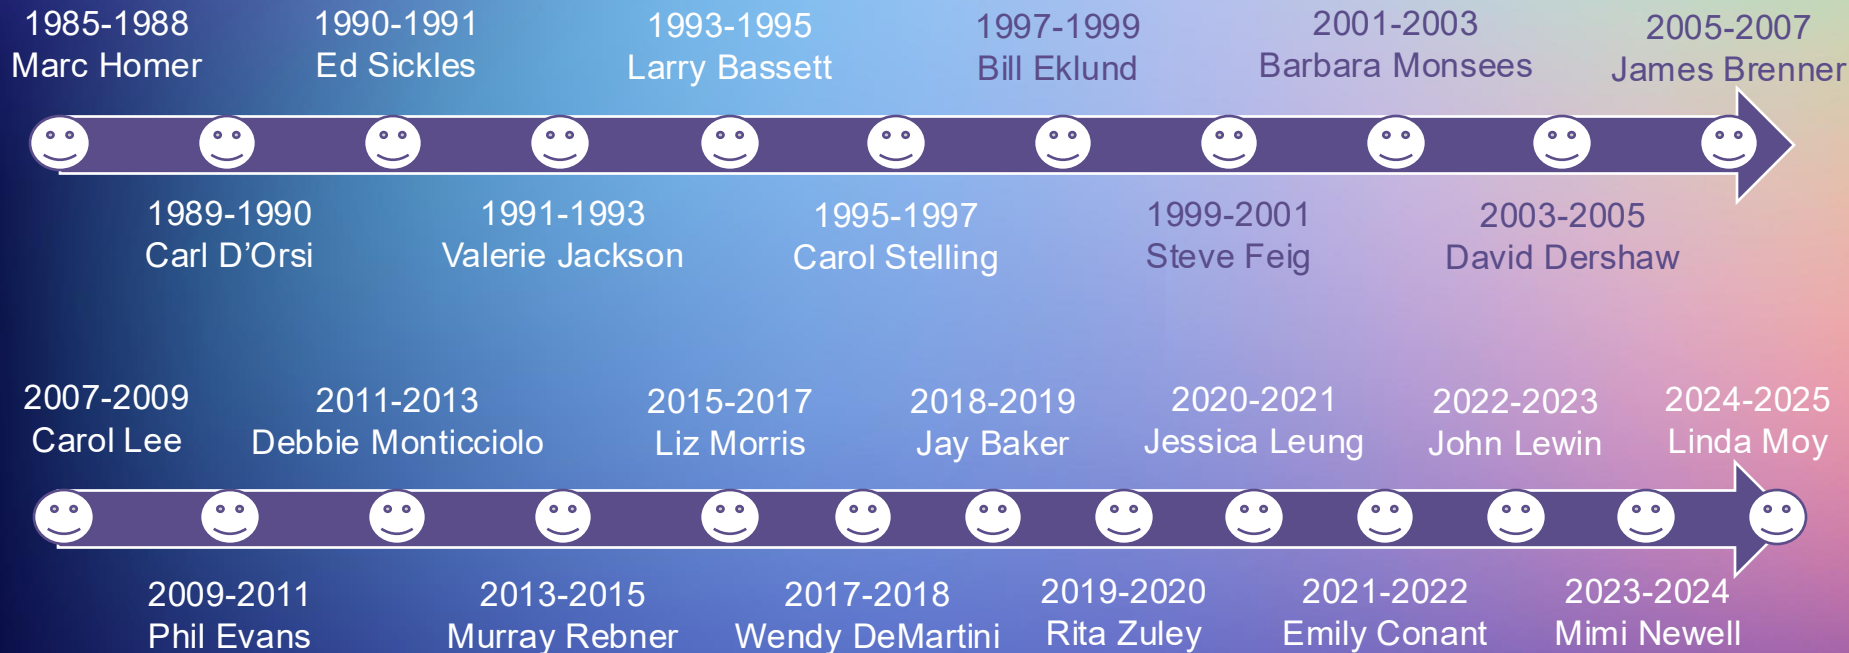 1985-1988
Marc Homer
1990-1991
Ed Sickles
1993-1995
Larry Bassett
1997-1999
Bill Eklund
2001-2003
Barbara Monsees
2005-2007
James Brenner
1989-1990
Carl D’Orsi
1991-1993
Valerie Jackson
1995-1997
Carol Stelling
1999-2001
Steve Feig
2003-2005
David Dershaw
2007-2009
Carol Lee
2011-2013
Debbie Monticciolo
2015-2017
Liz Morris
2018-2019
Jay Baker
2020-2021
Jessica Leung
2022-2023
John Lewin
2024-2025
Linda Moy
2009-2011
Phil Evans
2013-2015
Murray Rebner
2017-2018
Wendy DeMartini
2019-2020
Rita Zuley
2021-2022
Emily Conant
2023-2024
Mimi Newell